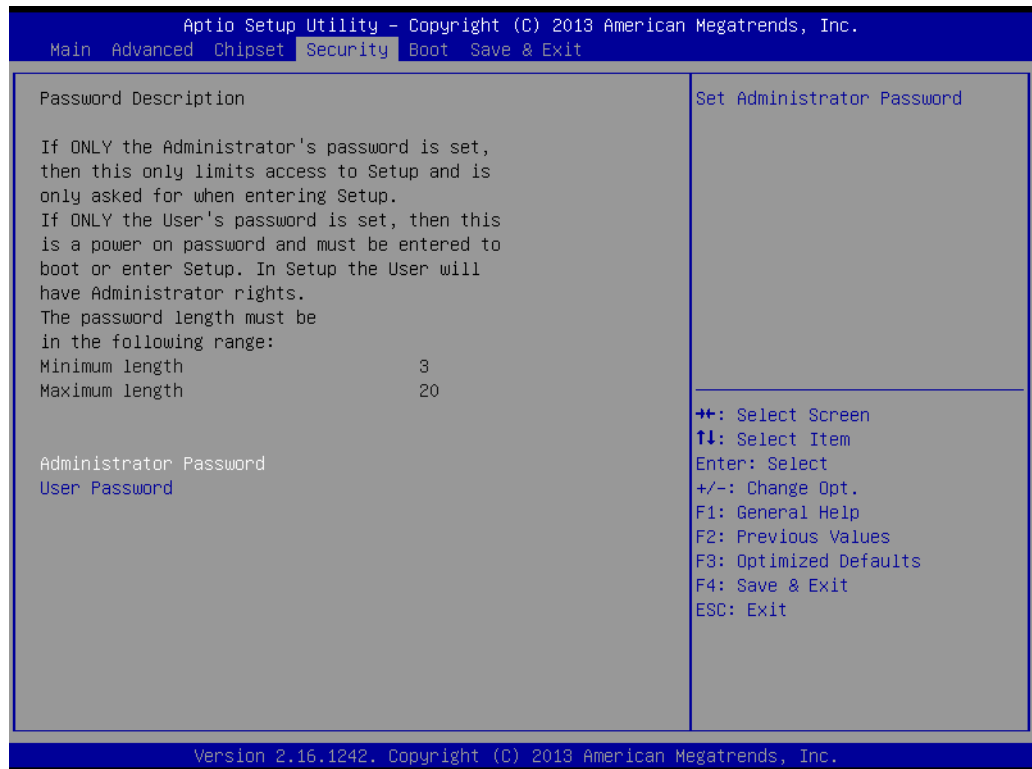 Aptio Setup Utility – Copyright (C) 2013 American Megatrends, Inc.
Main Advanced Chipset Security Boot Save & Exit
Password Description
If ONLY the Administrator's password is set,
then this only limits access to Setup and is
only asked for when entering Setup.
If ONLY the User's password is set, then this
is a power on password and must be entered to
boot or enter Setup. In Setup the User will
have Administrator rights.
The password length must be
in the following range:
Minimum length 3
Maximum length 20
Administrator Password
User Password
Set Administrator Password
→←: Select Screen
↑↓: Select Item
Enter: Select
+/-: Change Opt.
F1: General Help
F2: Previous Values
F3: Optimized Defaults
F4: Save & Exit
ESC: Exit
Version 2.16.1242. Copyright (C) 2013 American Megatrends, Inc.